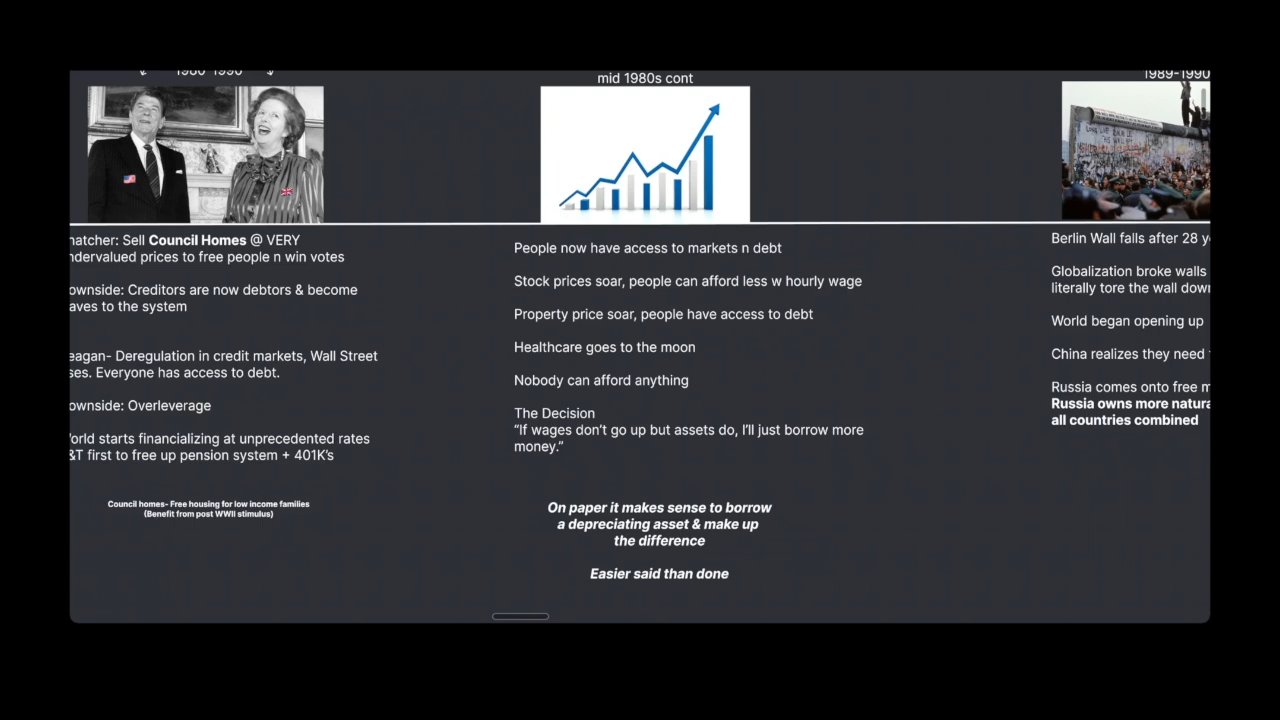 1980-1990
mid 1980s cont
1989-1990
hatcher: Sell Council Homes @ VERY
ndervalued prices to free people n win votes
ownside: Creditors are now debtors & become
aves to the system
eagan- Deregulation in credit markets, Wall Street
ses. Everyone has access to debt.
ownside: Overleverage
orld starts financializing at unprecedented rates
&T first to free up pension system + 401K's
Council homes- Free housing for low income families
(Benefit from post WWII stimulus)
People now have access to markets n debt
Stock prices soar, people can afford less w hourly wage
Property price soar, people have access to debt
Healthcare goes to the moon
Nobody can afford anything
The Decision
“If wages don’t go up but assets do, I’ll just borrow more
money.”
On paper it makes sense to borrow
a depreciating asset & make up
the difference
Easier said than done
Berlin Wall falls after 28 y
Globalization broke walls
literally tore the wall down
World began opening up
China realizes they need
Russia comes onto free m
Russia owns more natura
all countries combined